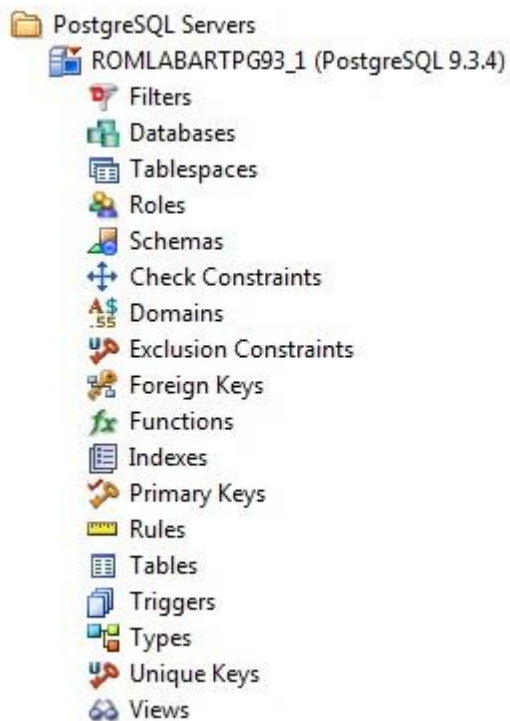 PostgreSQL Servers
ROMLABARTPG93_1 (PostgreSQL 9.3.4)
Filters
Databases
Tablespaces
Roles
Schemas
Check Constraints
Domains
Exclusion Constraints
Foreign Keys
Functions
Indexes
Primary Keys
Rules
Tables
Triggers
Types
Unique Keys
Views